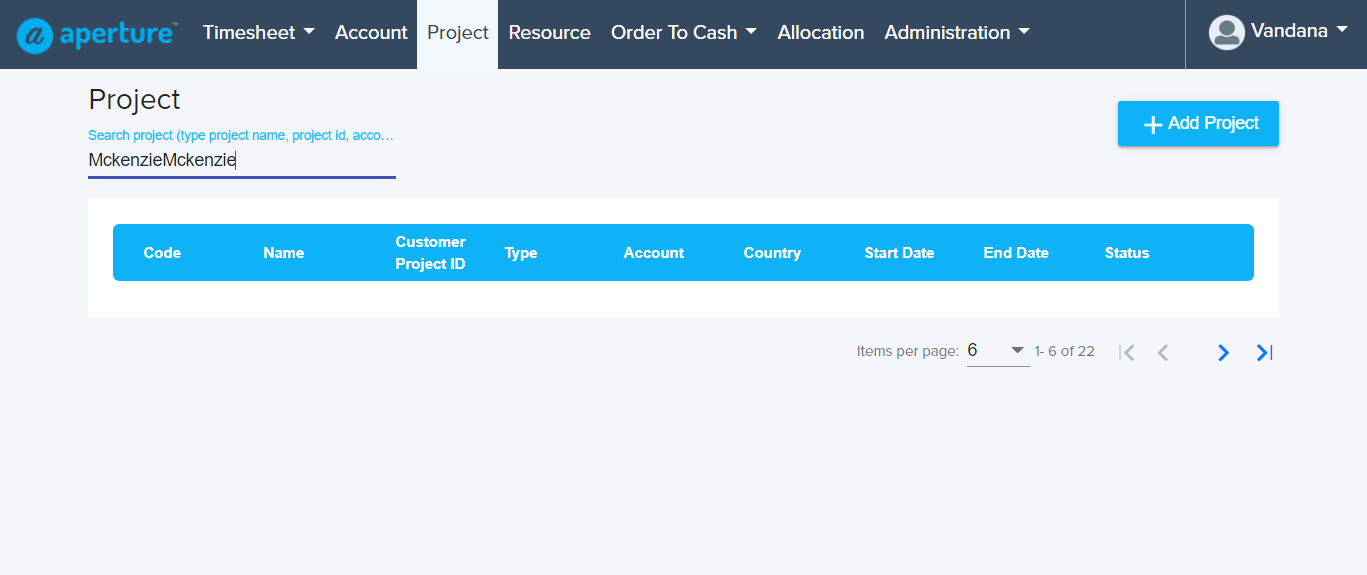 aperture™ Timesheet Account Project Resource Order To Cash Allocation Administration Vandana
Project
Search project (type project name, project id, acco...
+ Add Project
MckenzieMckenzie
Code Name Customer Project ID Type Account Country Start Date End Date Status
Items per page: 6 1- 6 of 22